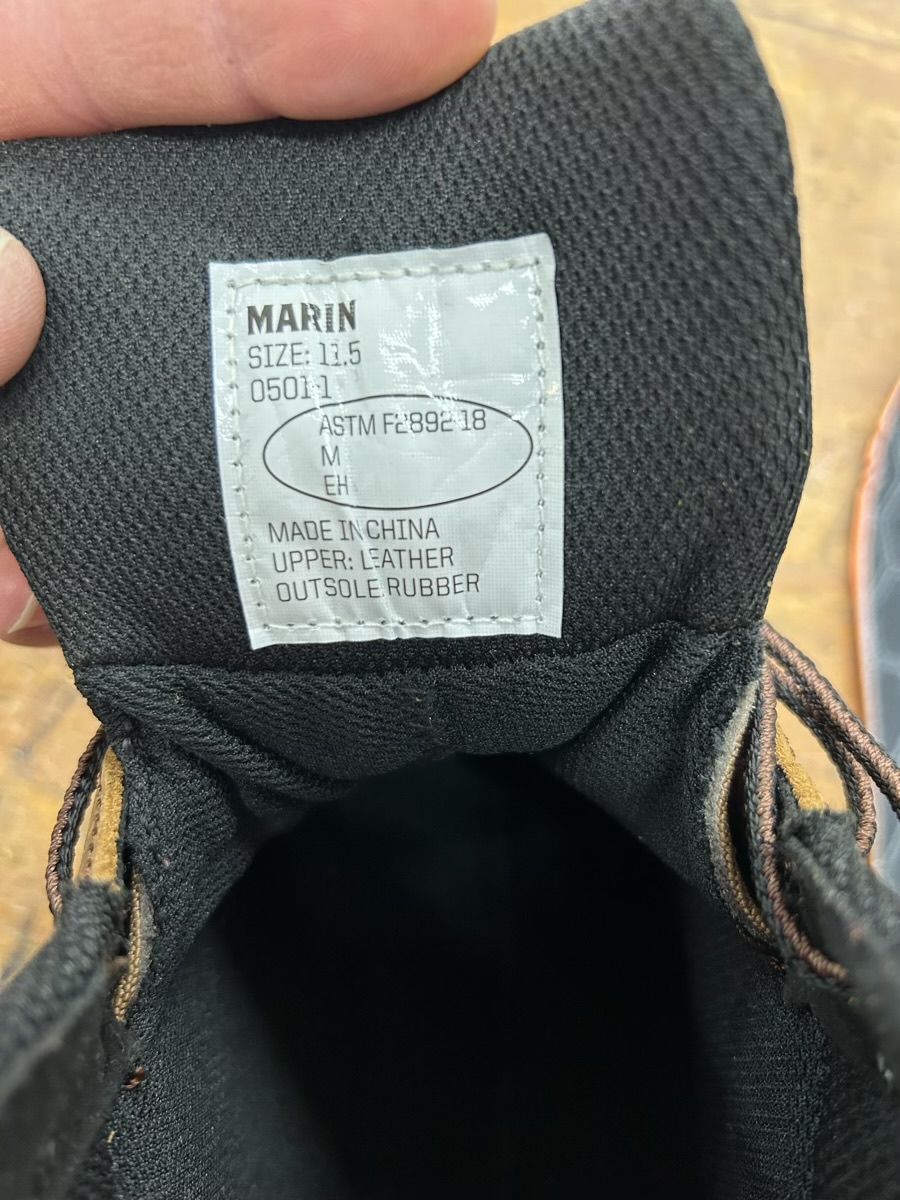 MARIN
SIZE: 11.5
05011
ASTM F2892 18
M
EH
MADE IN CHINA
UPPER: LEATHER
OUTSOLE: RUBBER